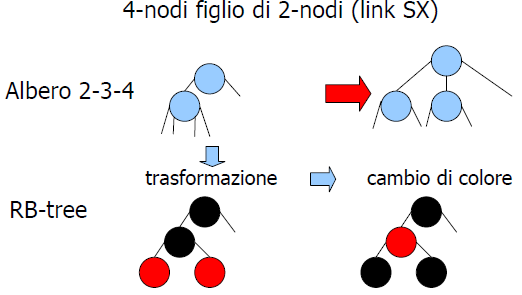 4-nodi figlio di 2-nodi (link SX)
Albero 2-3-4
trasformazione
cambio di colore
RB-tree